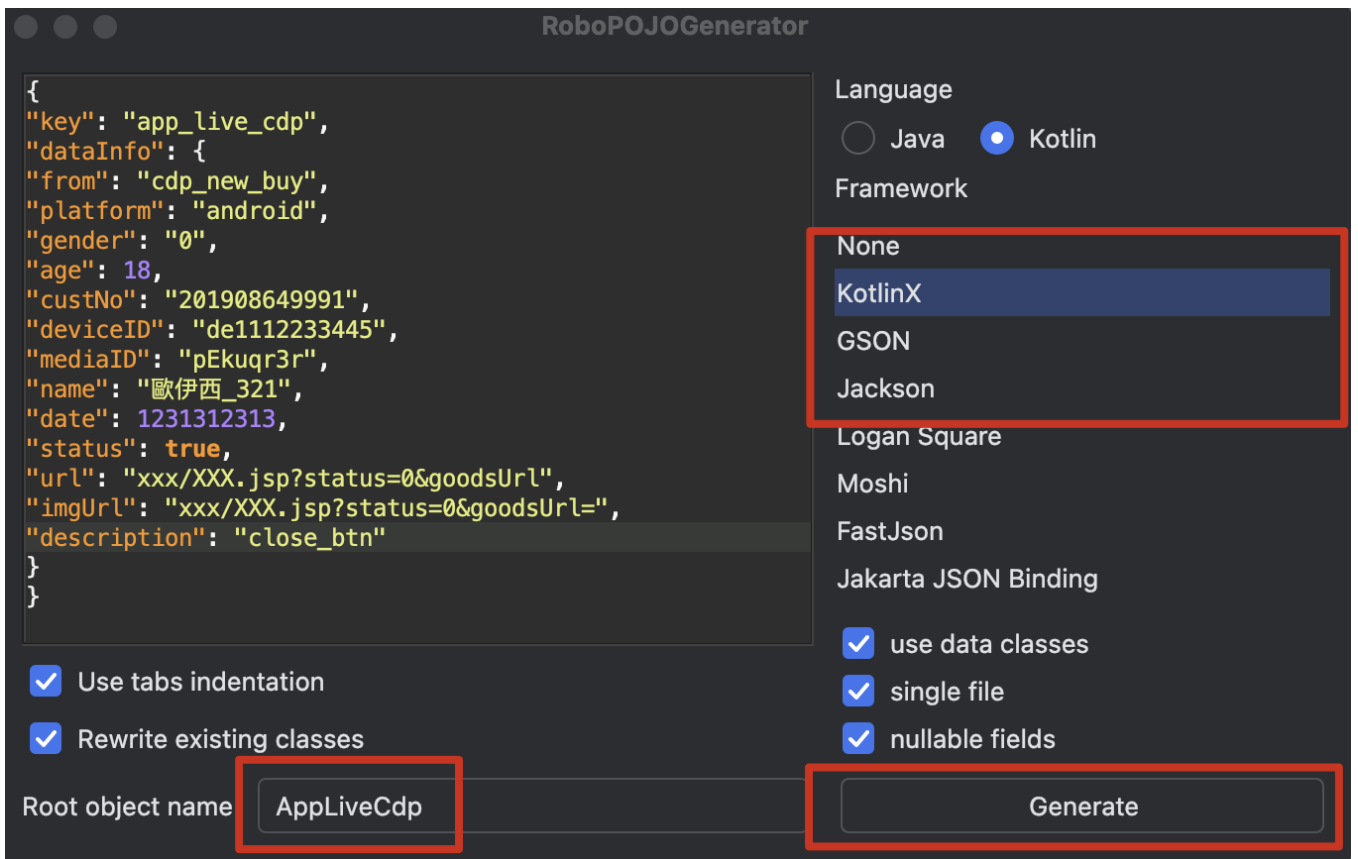 RoboPOJOGenerator
{
"key": "app_live_cdp",
"dataInfo": {
"from": "cdp_new_buy",
"platform": "android",
"gender": "0",
"age": 18,
"custNo": "201908649991",
"deviceID": "de1112233445",
"mediaID": "pEkuqr3r",
"name": "歐伊西_321",
"date": 1231312313,
"status": true,
"url": "xxx/XXX.jsp?status=0&goodsUrl",
"imgUrl": "xxx/XXX.jsp?status=0&goodsUrl=",
"description": "close_btn"
}
}
Use tabs indentation
Rewrite existing classes
Root object name
AppLiveCdp
Language
Java
Kotlin
Framework
None
KotlinX
GSON
Jackson
Logan Square
Moshi
FastJson
Jakarta JSON Binding
use data classes
single file
nullable fields
Generate